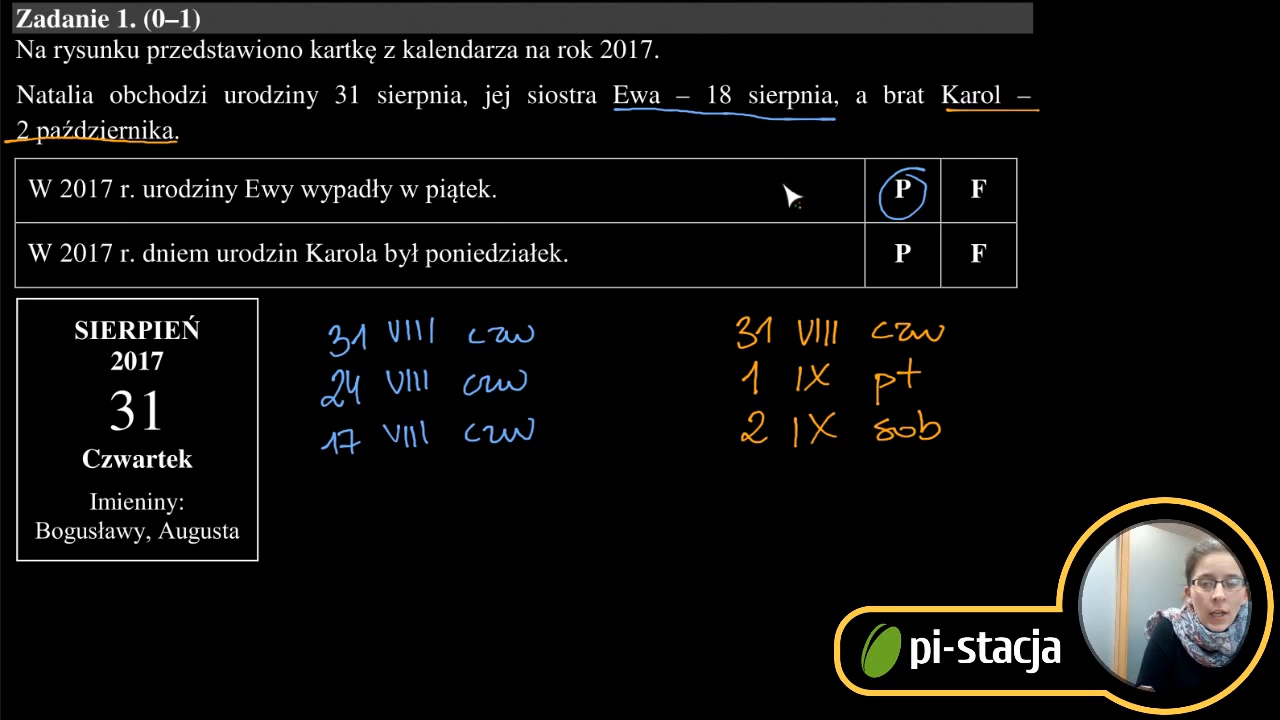 Zadanie 1. (0–1)
Na rysunku przedstawiono kartkę z kalendarza na rok 2017.
Natalia obchodzi urodziny 31 sierpnia, jej siostra Ewa – 18 sierpnia, a brat Karol –
2 października.
W 2017 r. urodziny Ewy wypadły w piątek. P F
W 2017 r. dniem urodzin Karola był poniedziałek. P F
SIERPIEŃ
2017
31
Czwartek
Imieniny:
Bogusławy, Augusta
31 VIII czw
24 VIII czw
17 VIII czw
31 VIII czw
1 IX pt
2 IX sob
pi-stacja